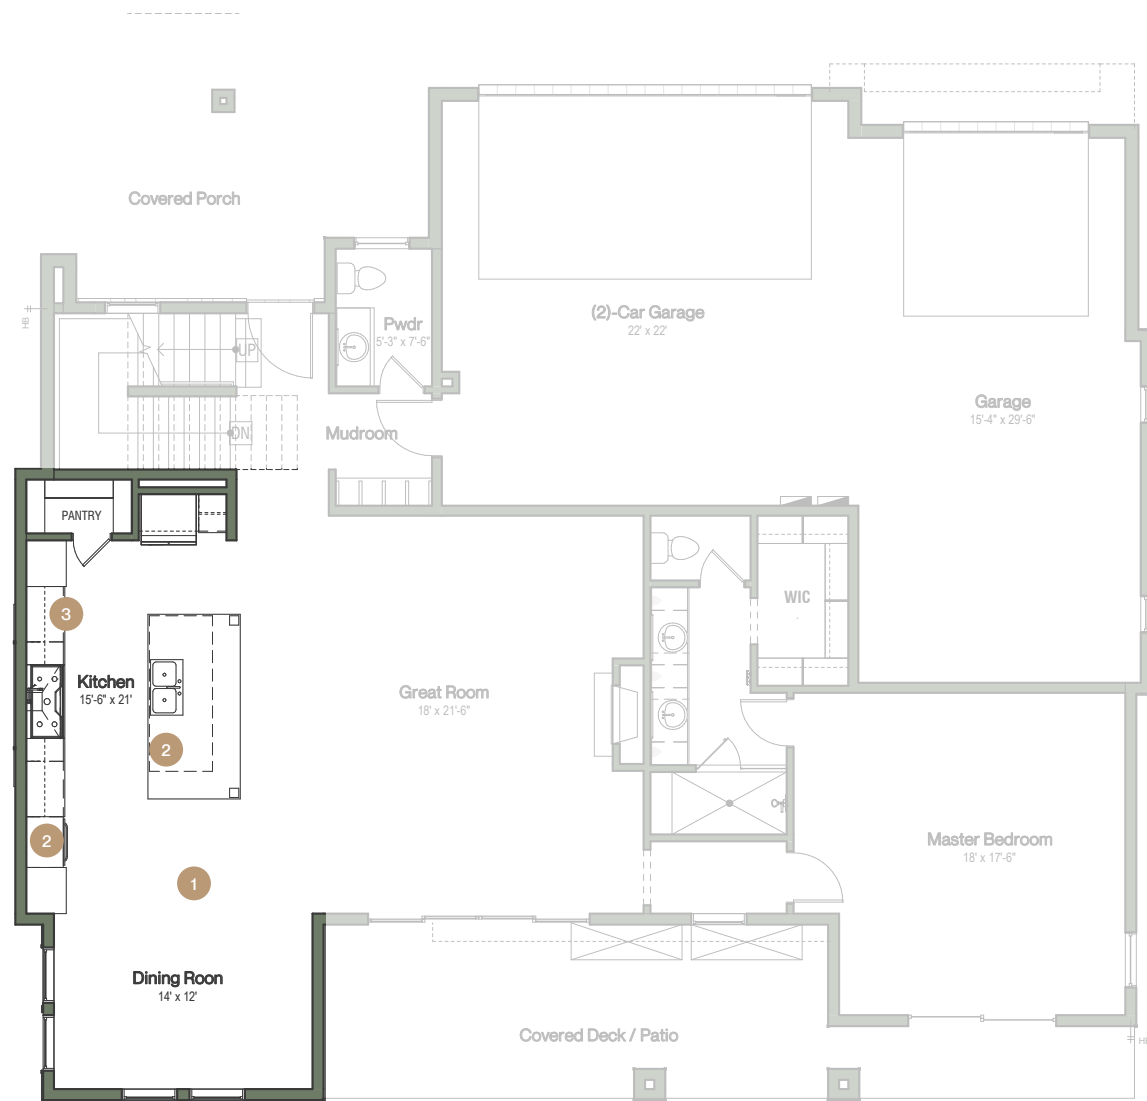 Covered Porch
(2)-Car Garage
22' x 22'
HB
Pwdr
5'-3" x 7'-6"
UP
Garage
15'-4" x 29'-6"
DN
Mudroom
PANTRY
WIC
3
Kitchen
15'-6" x 21'
Great Room
18' x 21'-6"
2
2
Master Bedroom
18' x 17'-6"
1
Dining Roon
14' x 12'
Covered Deck / Patio